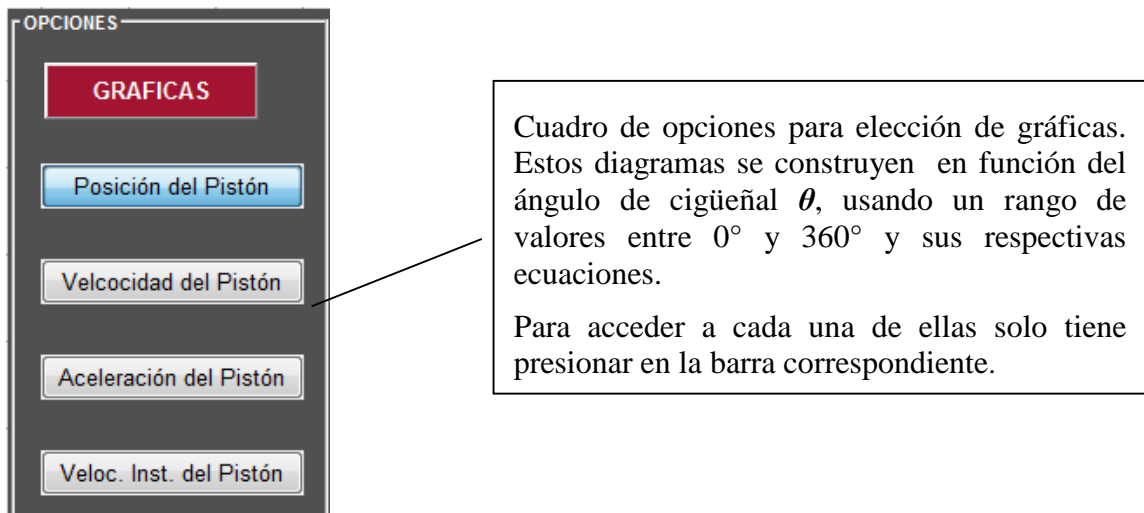 OPCIONES
GRAFICAS
Posición del Pistón
Velcocidad del Pistón
Aceleración del Pistón
Veloc. Inst. del Pistón
Cuadro de opciones para elección de gráficas.
Estos diagramas se construyen en función del
ángulo de cigüeñal θ, usando un rango de
valores entre 0° y 360° y sus respectivas
ecuaciones.
Para acceder a cada una de ellas solo tiene
presionar en la barra correspondiente.